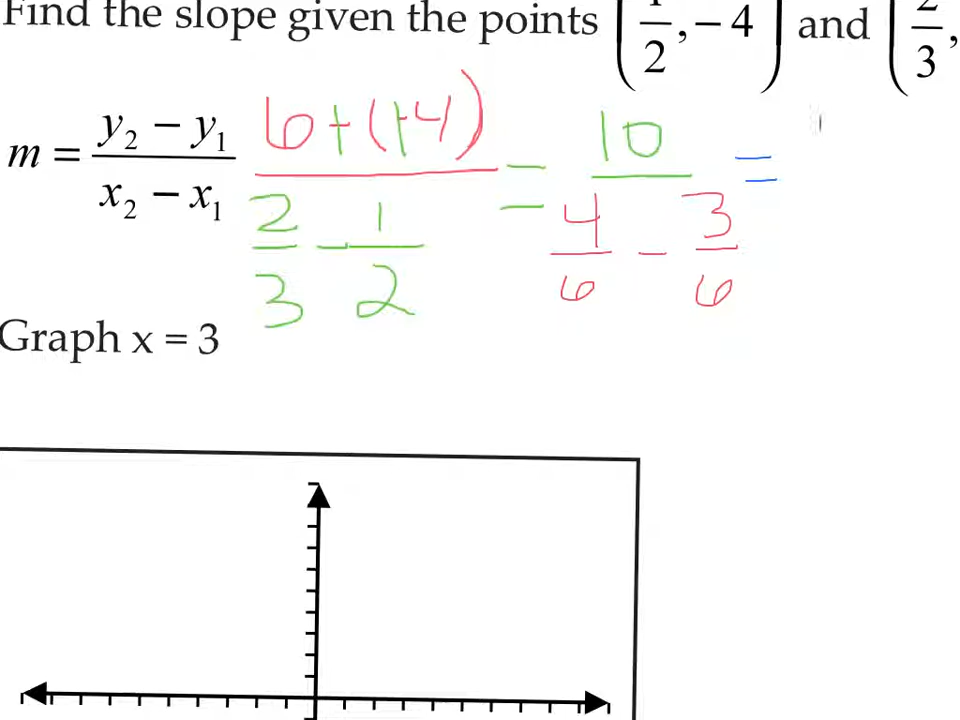 Find the slope given the points (1/2, -4) and (2/3,
m = (y₂ - y₁)/(x₂ - x₁) (6 + (+4))/(2/3 - 1/2) = 10/(4/6 - 3/6) =
Graph x = 3